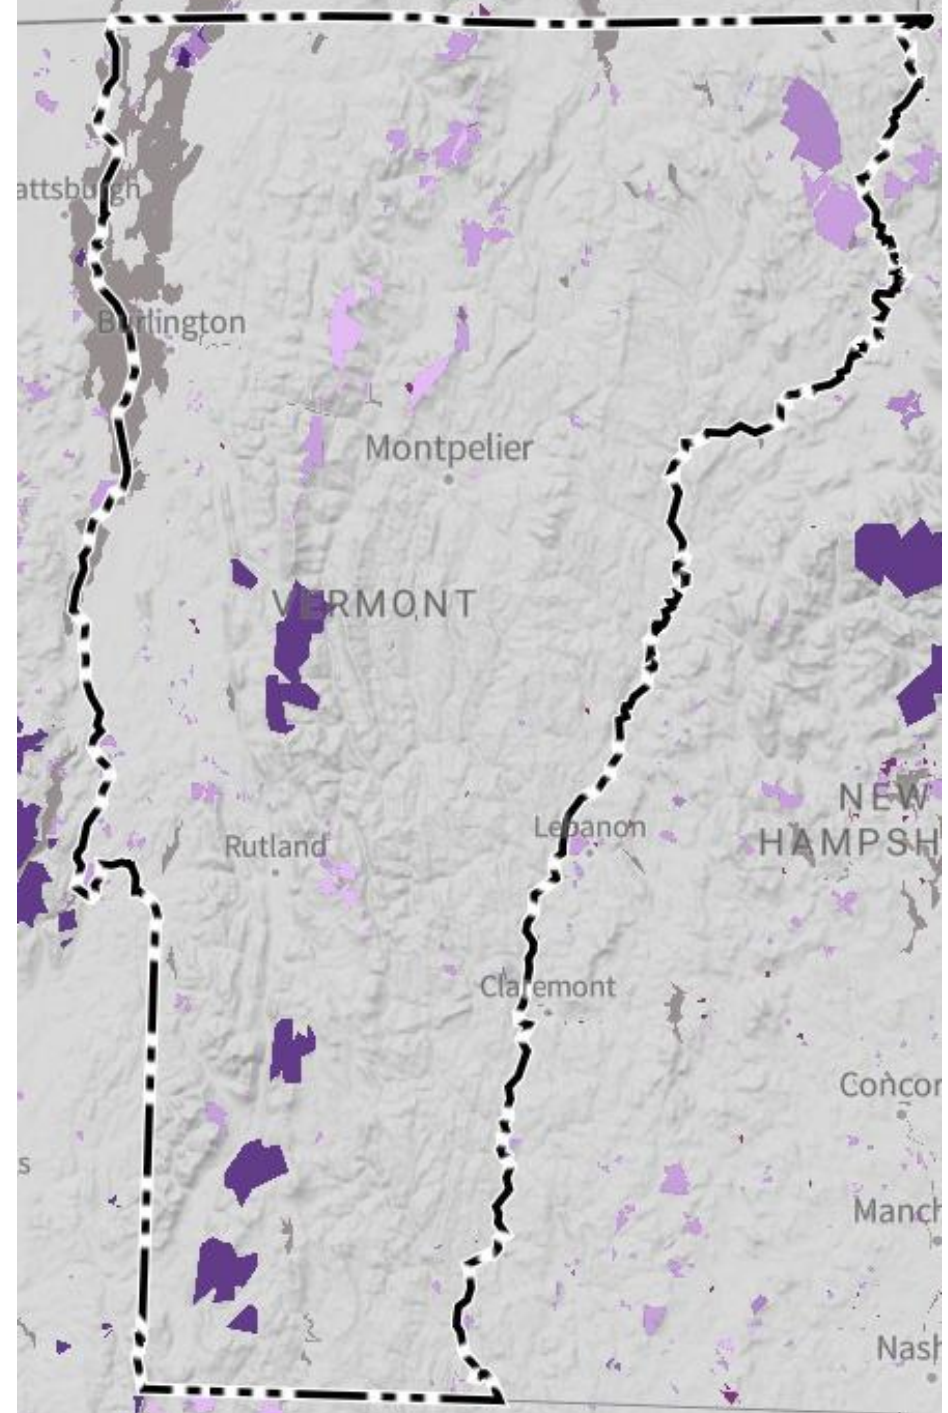 attsburgh
Burlington
Montpelier
VERMONT
NEW
HAMPSH
Lebanon
Rutland
Claremont
Concor
s
Manch
Nash